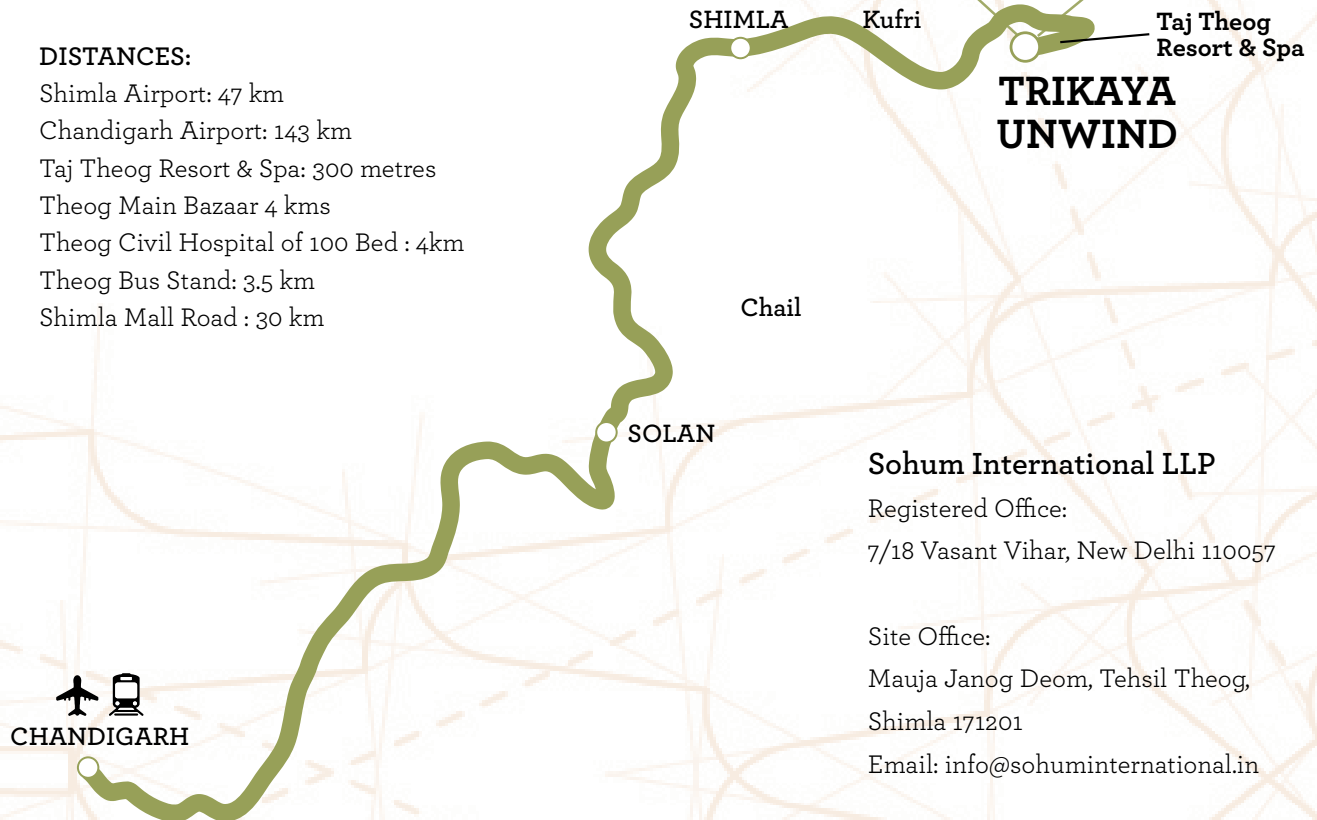 SHIMLA
Kufri
Taj Theog
Resort & Spa
TRIKAYA
UNWIND
DISTANCES:
Shimla Airport: 47 km
Chandigarh Airport: 143 km
Taj Theog Resort & Spa: 300 metres
Theog Main Bazaar 4 kms
Theog Civil Hospital of 100 Bed : 4km
Theog Bus Stand: 3.5 km
Shimla Mall Road : 30 km
Chail
SOLAN
Sohum International LLP
Registered Office:
7/18 Vasant Vihar, New Delhi 110057
Site Office:
Mauja Janog Deom, Tehsil Theog,
Shimla 171201
Email: info@sohuminternational.in
CHANDIGARH